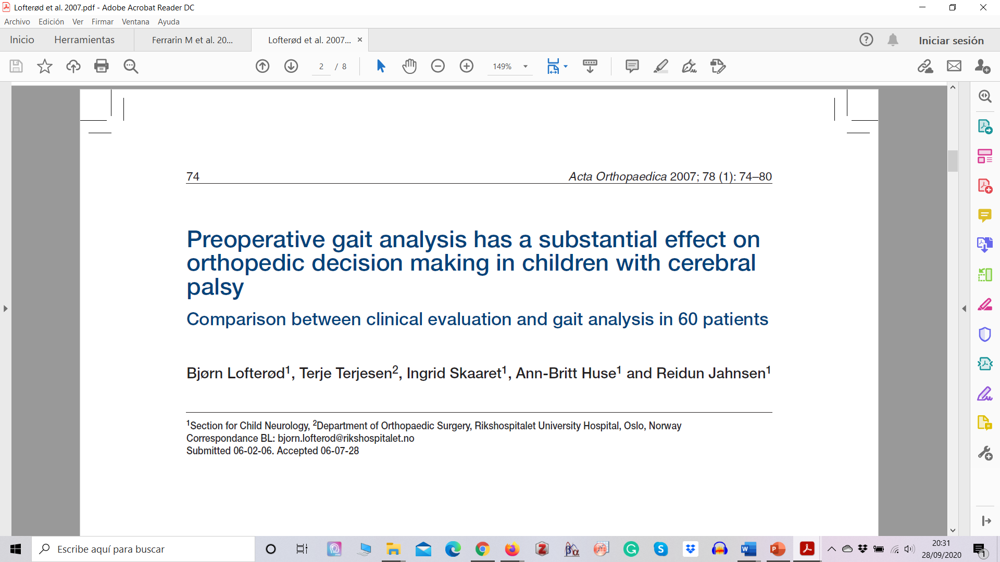 Lofterød et al. 2007.pdf - Adobe Acrobat Reader DC
Archivo Edición Ver Firmar Ventana Ayuda
Inicio Herramientas Ferrarin M et al. 20... Lofterød et al. 2007... × Iniciar sesión
2 / 8 149%
74 Acta Orthopaedica 2007; 78 (1): 74–80
Preoperative gait analysis has a substantial effect on
orthopedic decision making in children with cerebral
palsy
Comparison between clinical evaluation and gait analysis in 60 patients
Bjørn Lofterød¹, Terje Terjesen², Ingrid Skaaret¹, Ann-Britt Huse¹ and Reidun Jahnsen¹
¹Section for Child Neurology, ²Department of Orthopaedic Surgery, Rikshospitalet University Hospital, Oslo, Norway
Correspondance BL: bjorn.lofterod@rikshospitalet.no
Submitted 06-02-06. Accepted 06-07-28
Escribe aquí para buscar
20:31
28/09/2020
1